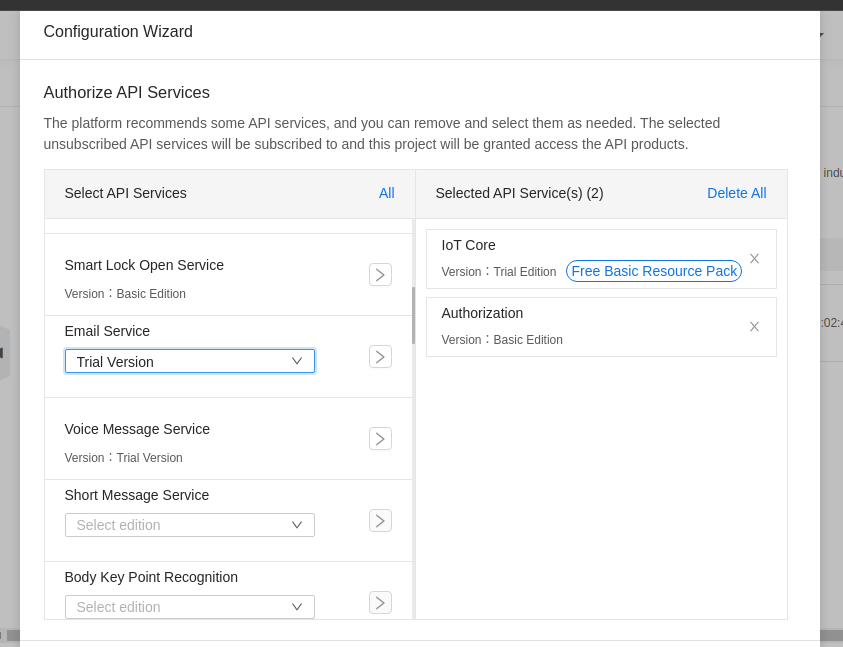 Configuration Wizard
Authorize API Services
The platform recommends some API services, and you can remove and select them as needed. The selected
unsubscribed API services will be subscribed to and this project will be granted access the API products.
Select API Services
All
Selected API Service(s) (2)
Delete All
Smart Lock Open Service
Version：Basic Edition
Email Service
Trial Version
Voice Message Service
Version：Trial Version
Short Message Service
Select edition
Body Key Point Recognition
Select edition
IoT Core
Version：Trial Edition Free Basic Resource Pack
Authorization
Version：Basic Edition
indu
:02:4